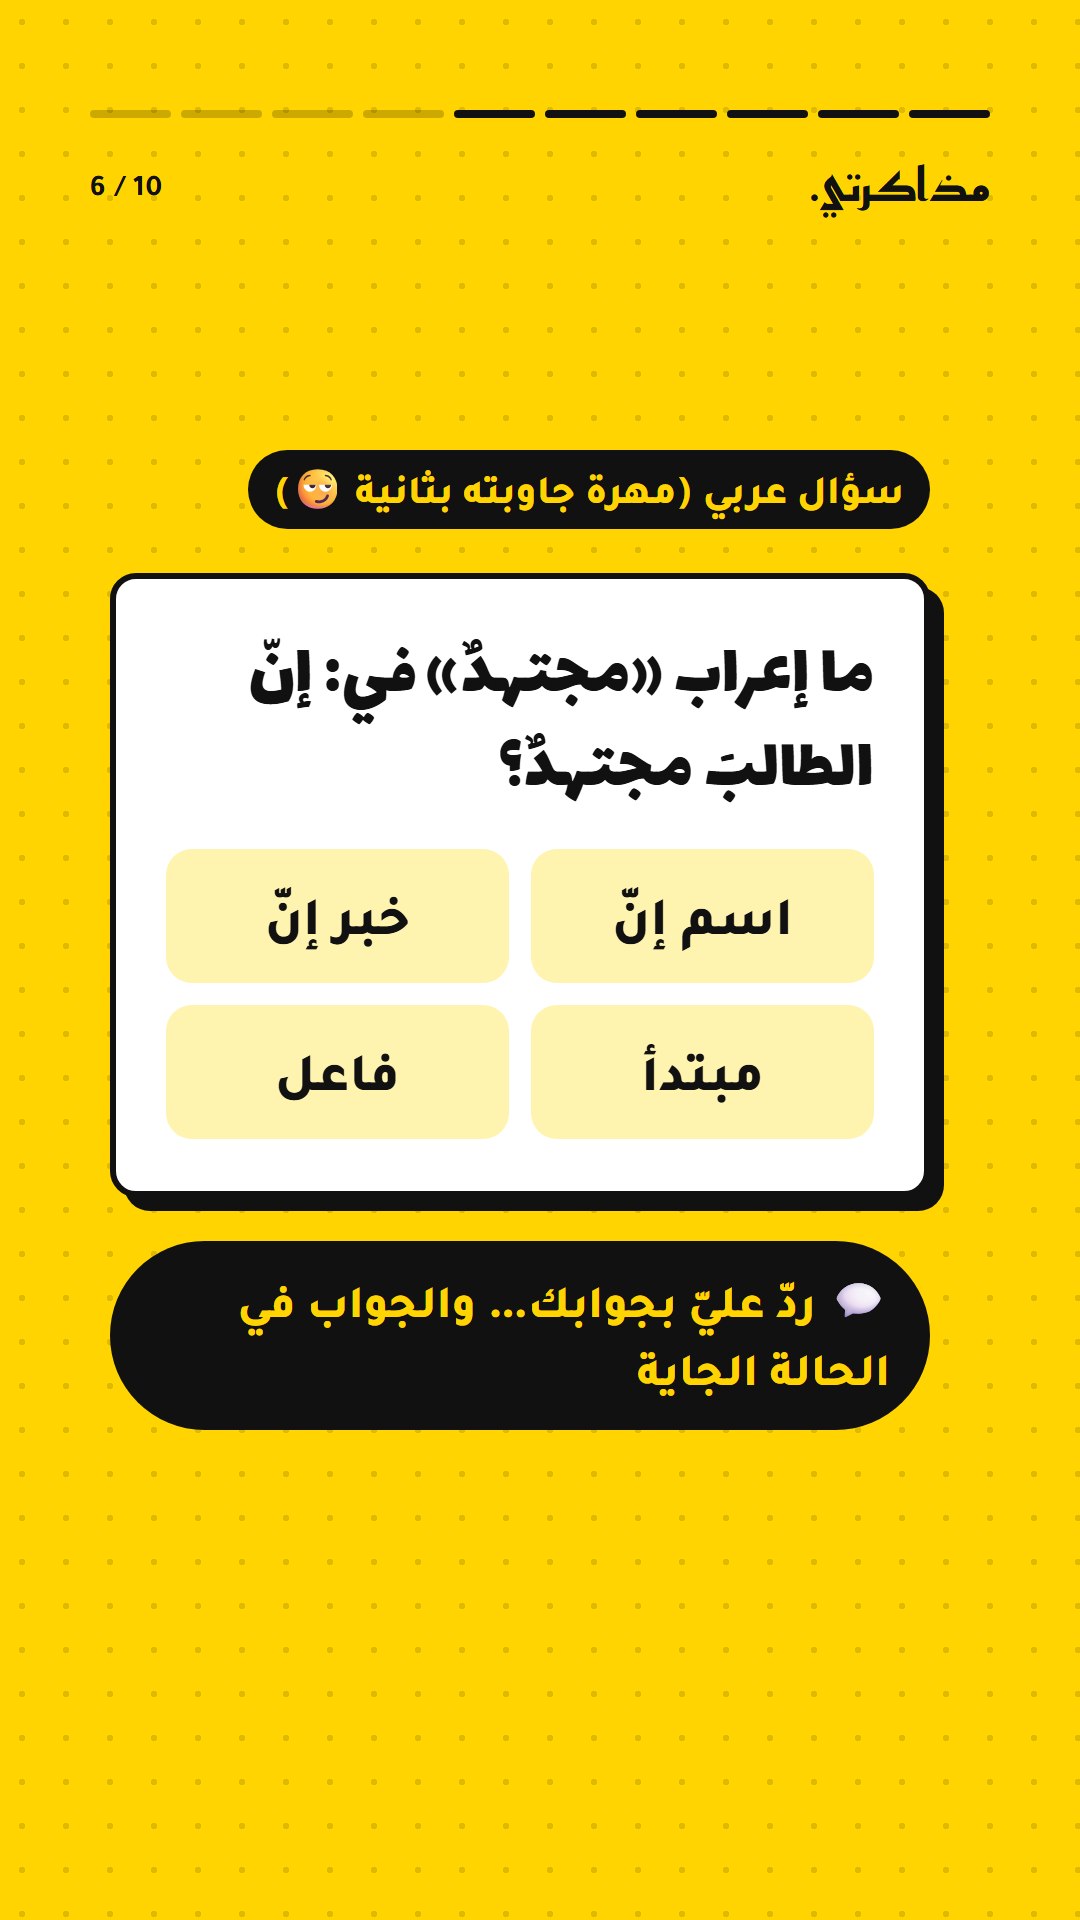 مذاكرتي.
6 / 10
سؤال عربي (مهرة جاوبته بثانية 😏)
ما إعراب «مجتهدٌ» في: إنّ
الطالبَ مجتهدٌ؟
اسم إنّ
خبر إنّ
مبتدأ
فاعل
💬 ردّ عليّ بجوابك... والجواب في
الحالة الجاية